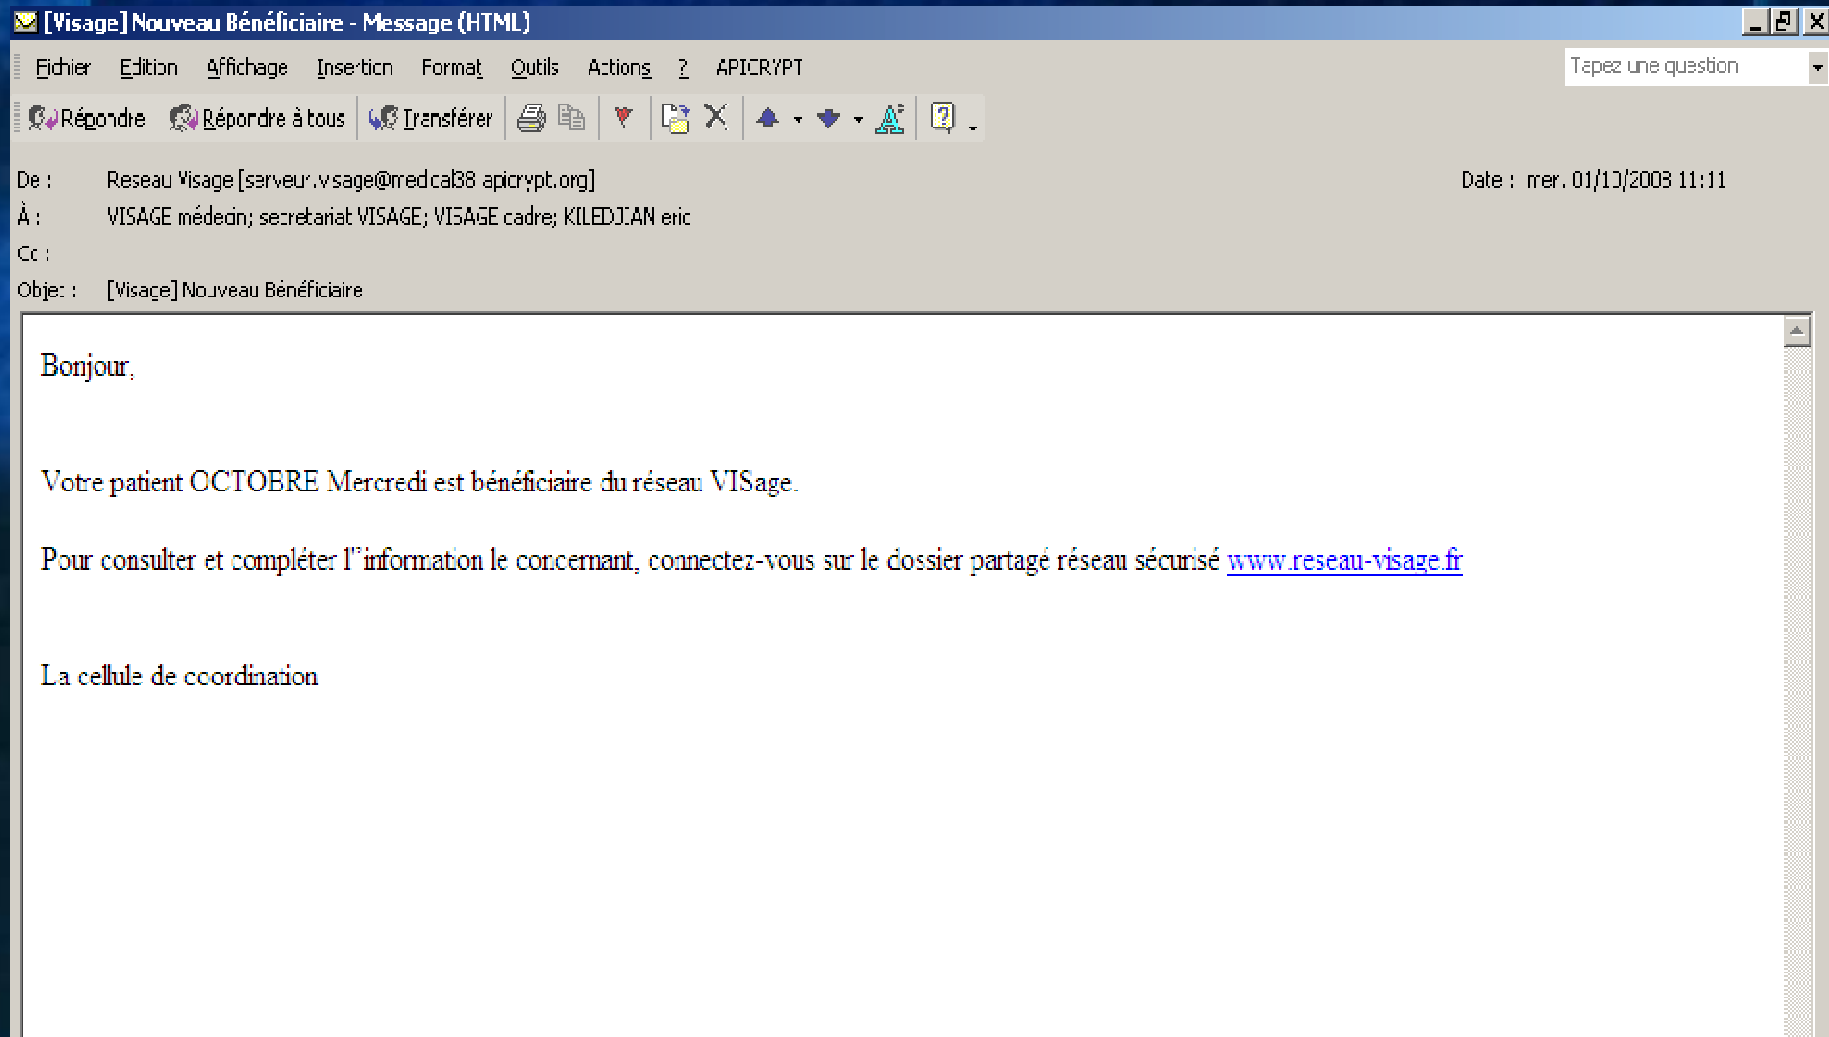 [Visage] Nouveau Bénéficiaire - Message (HTML)
Fichier Edition Affichage Insertion Format Outils Actions ? APICRYPT
Tapez une question
Répondre Répondre à tous Transférer
De : Reseau Visage [serveur.visage@medical38.apicrypt.org]
Date : mer. 01/10/2008 11:11
À : VISAGE médecin; secretariat VISAGE; VISAGE cadre; KILEDJIAN eric
Cc :
Objet : [Visage] Nouveau Bénéficiaire
Bonjour,
Votre patient OCTOBRE Mercredi est bénéficiaire du réseau VISage.
Pour consulter et compléter l''information le concernant, connectez-vous sur le dossier partagé réseau sécurisé www.reseau-visage.fr
La cellule de coordination